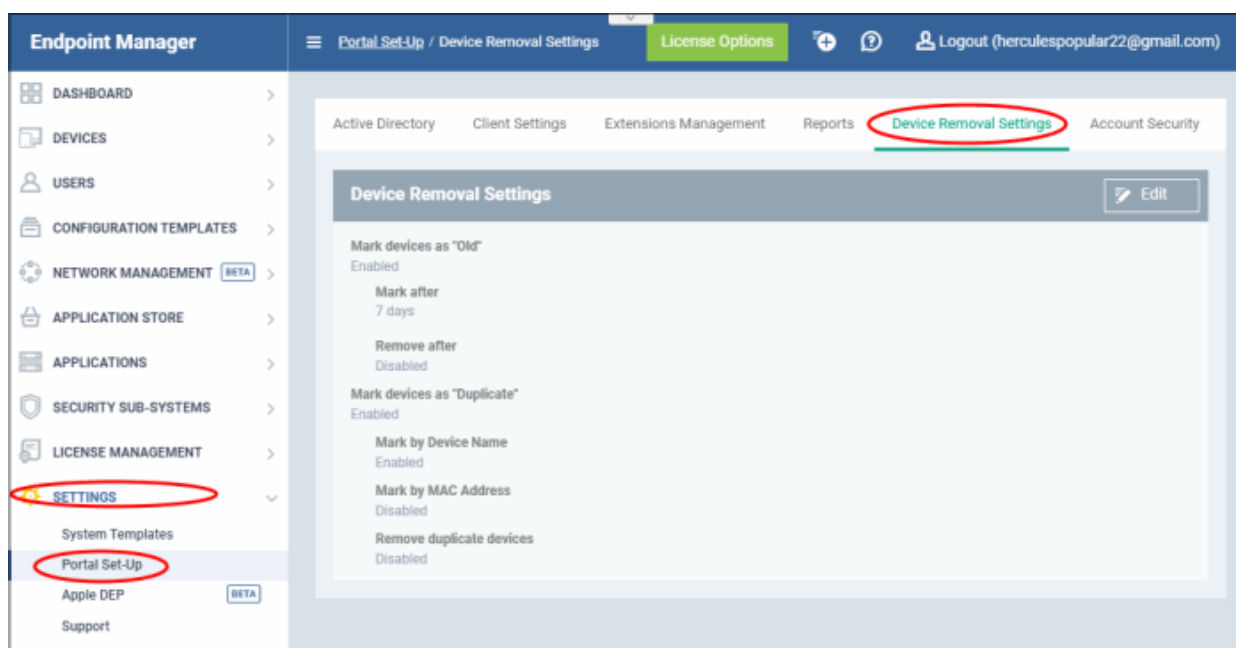 Endpoint Manager
Portal Set-Up / Device Removal Settings
License Options
Logout (herculespopular22@gmail.com)
DASHBOARD
DEVICES
USERS
CONFIGURATION TEMPLATES
NETWORK MANAGEMENT BETA
APPLICATION STORE
APPLICATIONS
SECURITY SUB-SYSTEMS
LICENSE MANAGEMENT
SETTINGS
System Templates
Portal Set-Up
Apple DEP BETA
Support
Active Directory Client Settings Extensions Management Reports Device Removal Settings Account Security
Device Removal Settings
Edit
Mark devices as "Old"
Enabled
Mark after
7 days
Remove after
Disabled
Mark devices as "Duplicate"
Enabled
Mark by Device Name
Enabled
Mark by MAC Address
Disabled
Remove duplicate devices
Disabled